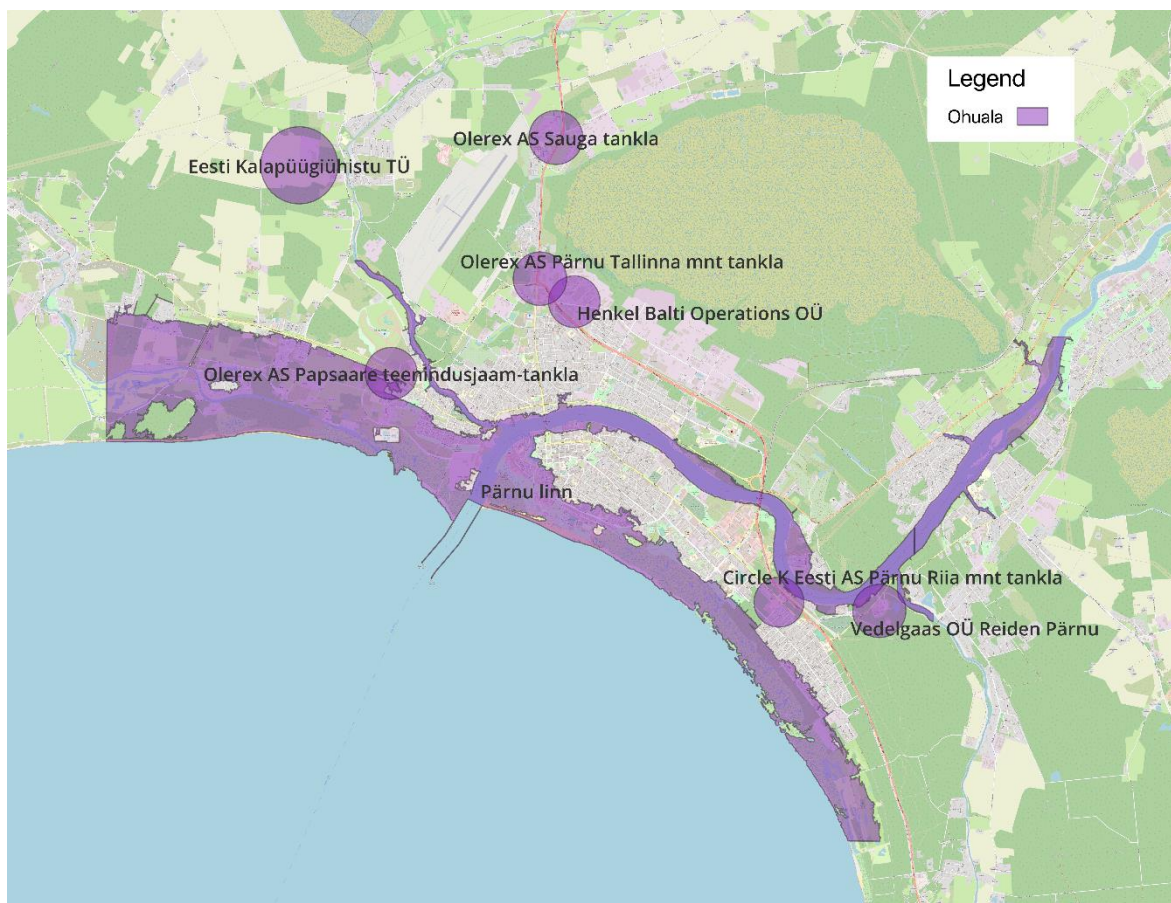 Legend
Ohuala
Olerex AS Sauga tankla
Eesti Kalapüügiühistu TÜ
Olerex AS Pärnu Tallinna mnt tankla
Henkel Balti Operations OÜ
Olerex AS Papsaare teenindusjaam-tankla
Pärnu linn
Circle K Eesti AS Pärnu Riia mnt tankla
Vedelgaas OÜ Reiden Pärnu